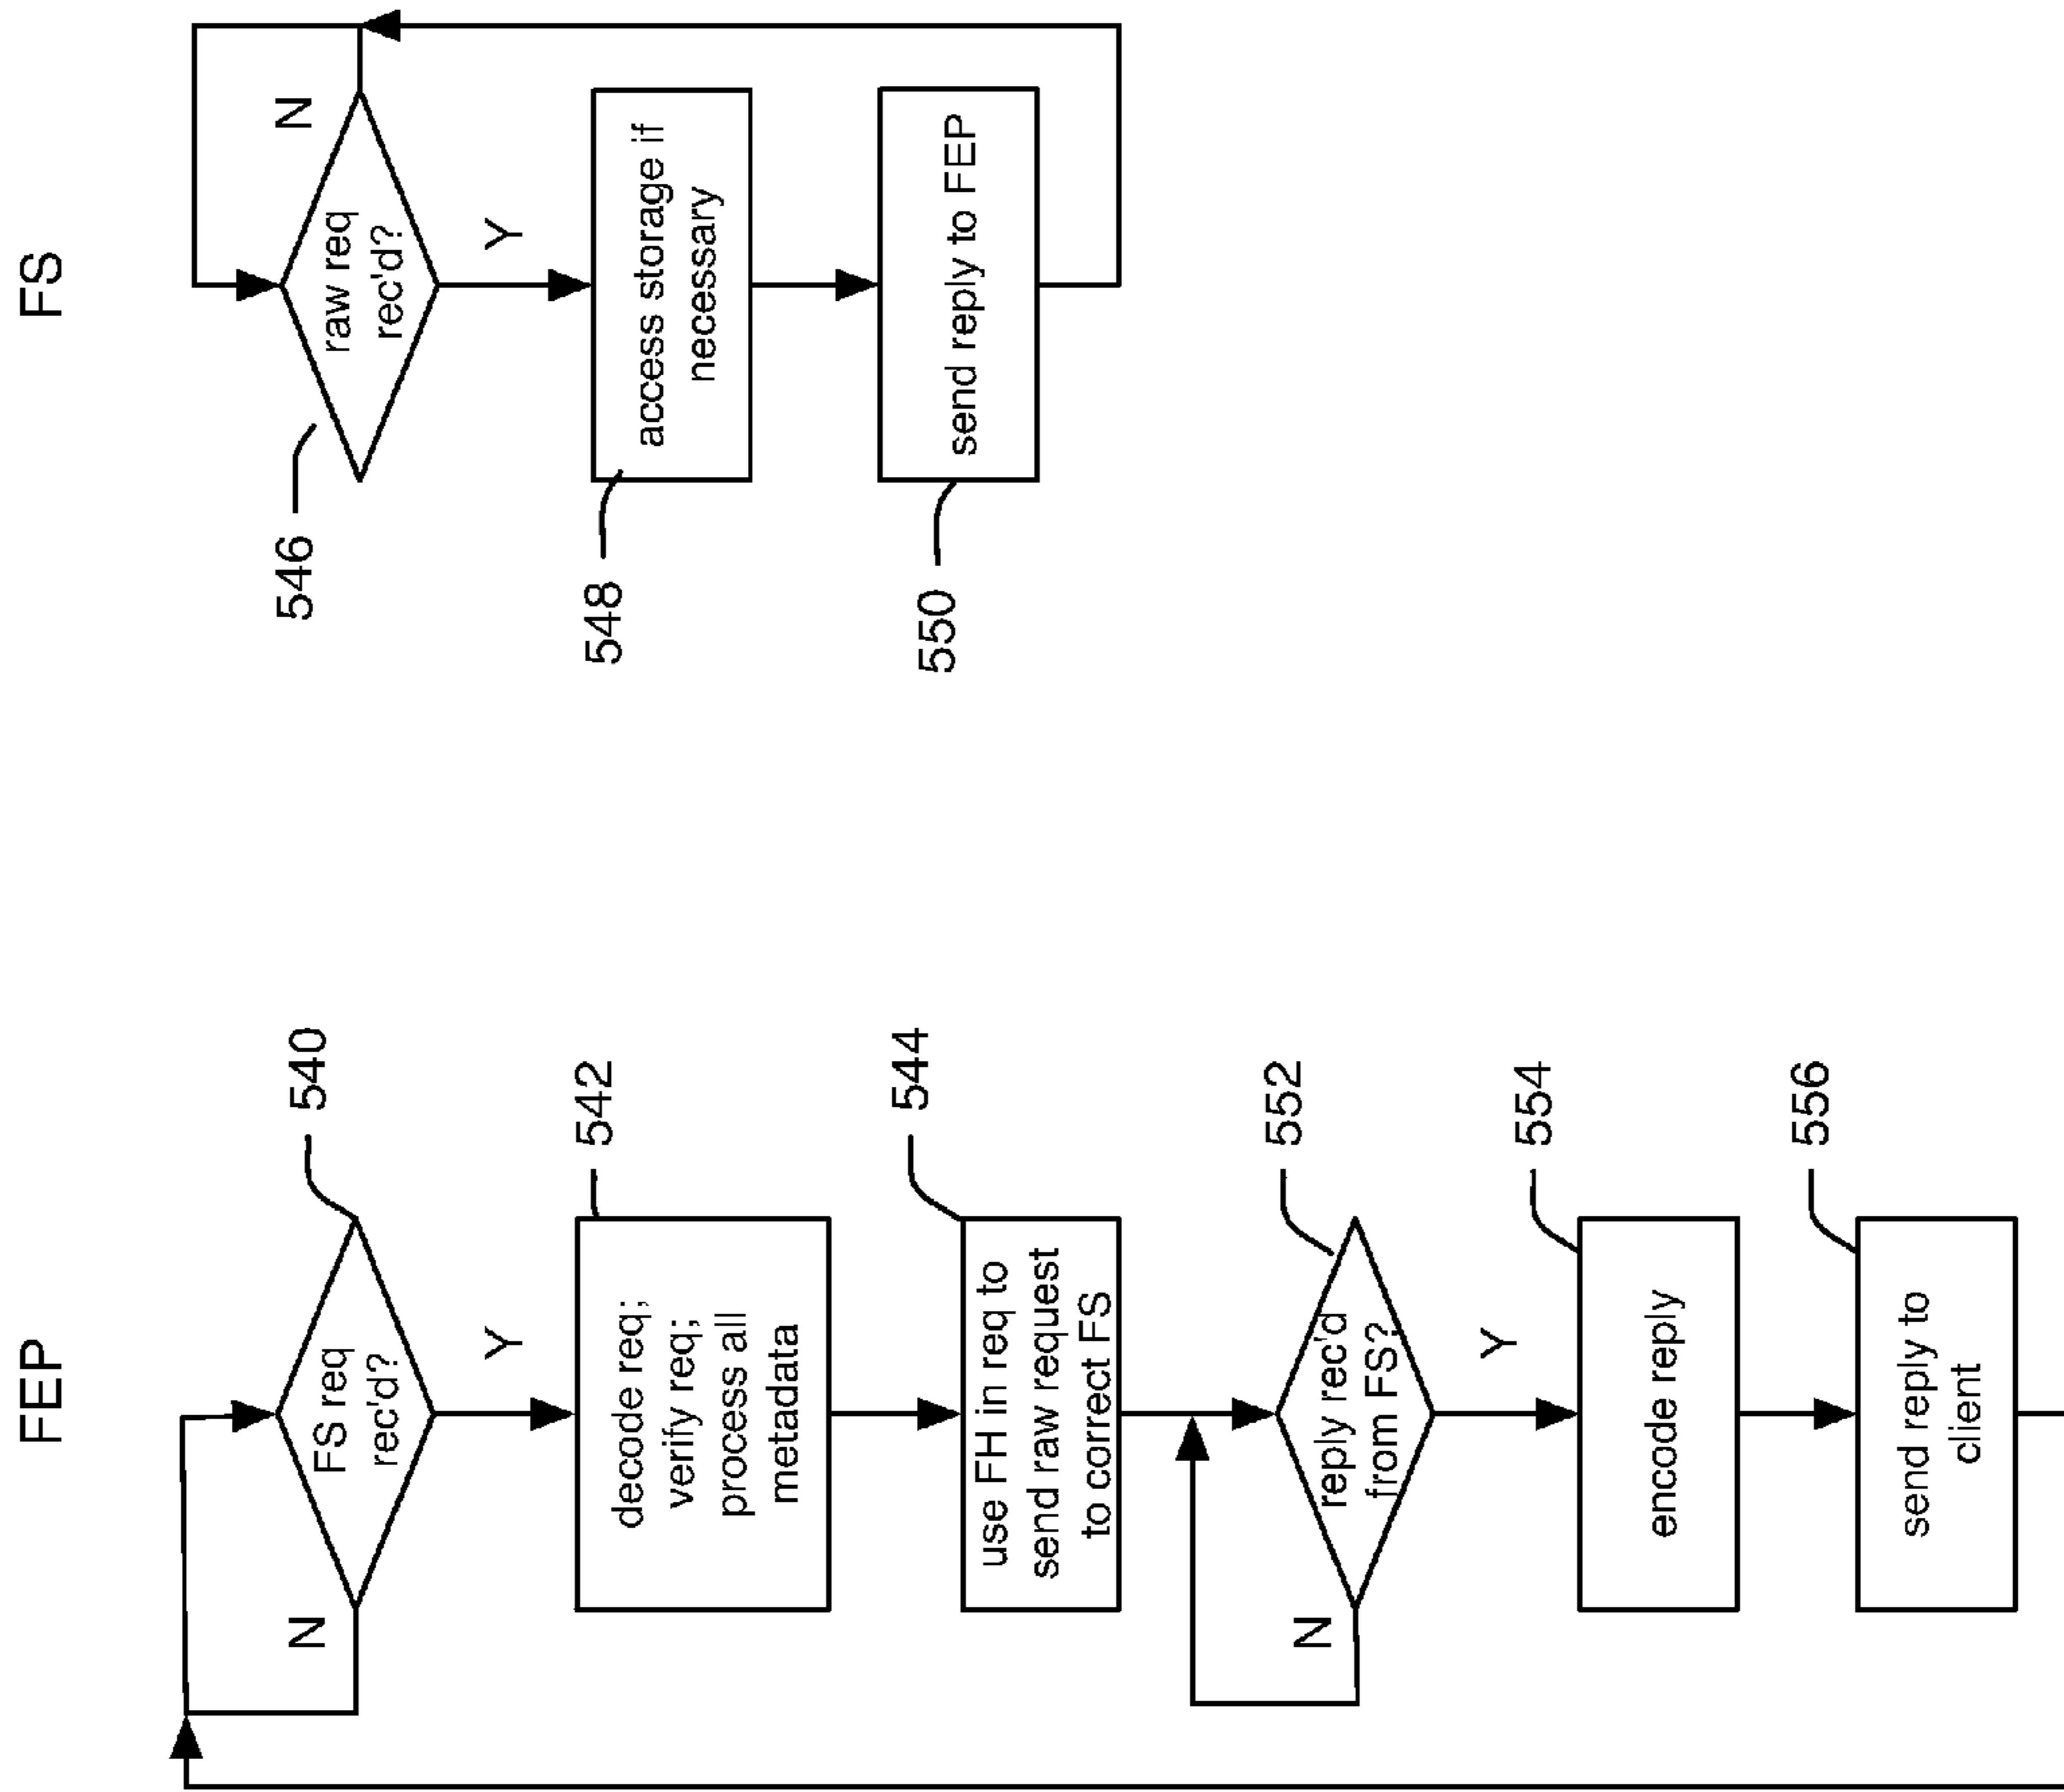 FEP
540
FS req
rec'd?
N
Y
542
decode req;
verify req;
process all
metadata
544
use FH in req to
send raw request
to correct FS
552
reply rec'd
from FS?
N
Y
554
encode reply
556
send reply to
client
FS
546
raw req
rec'd?
N
Y
548
access storage if
necessary
550
send reply to FEP